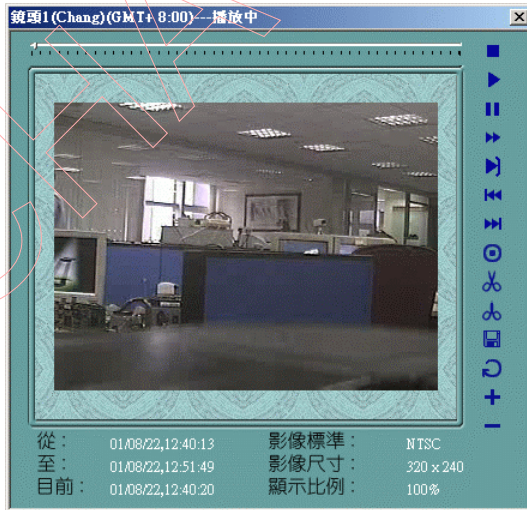 鏡頭1(Chang)(GMT+ 8:00)---播放中
從： 01/08/22,12:40:13 影像標準： NTSC
至： 01/08/22,12:51:49 影像尺寸： 320 x 240
目前： 01/08/22,12:40:20 顯示比例： 100%